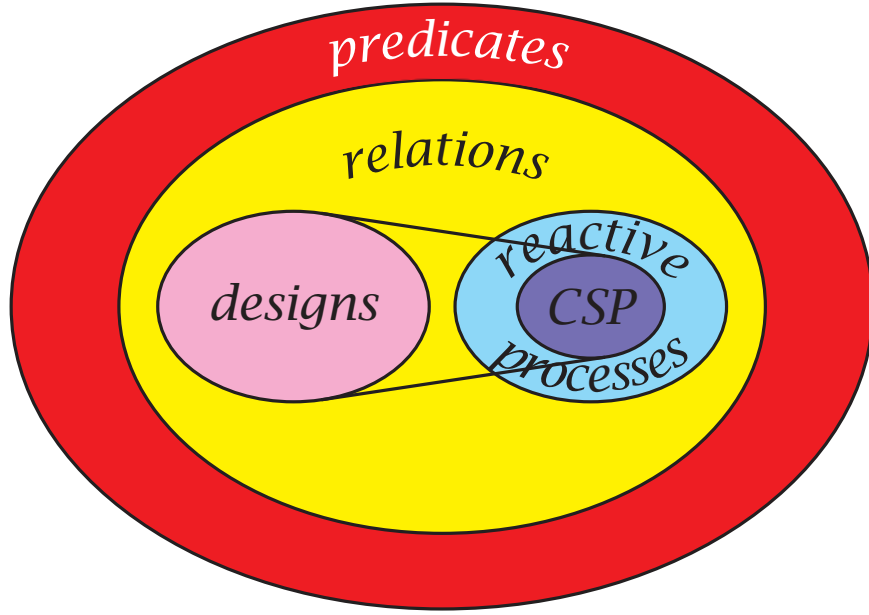 predicates
relations
designs
reactive
CSP
processes